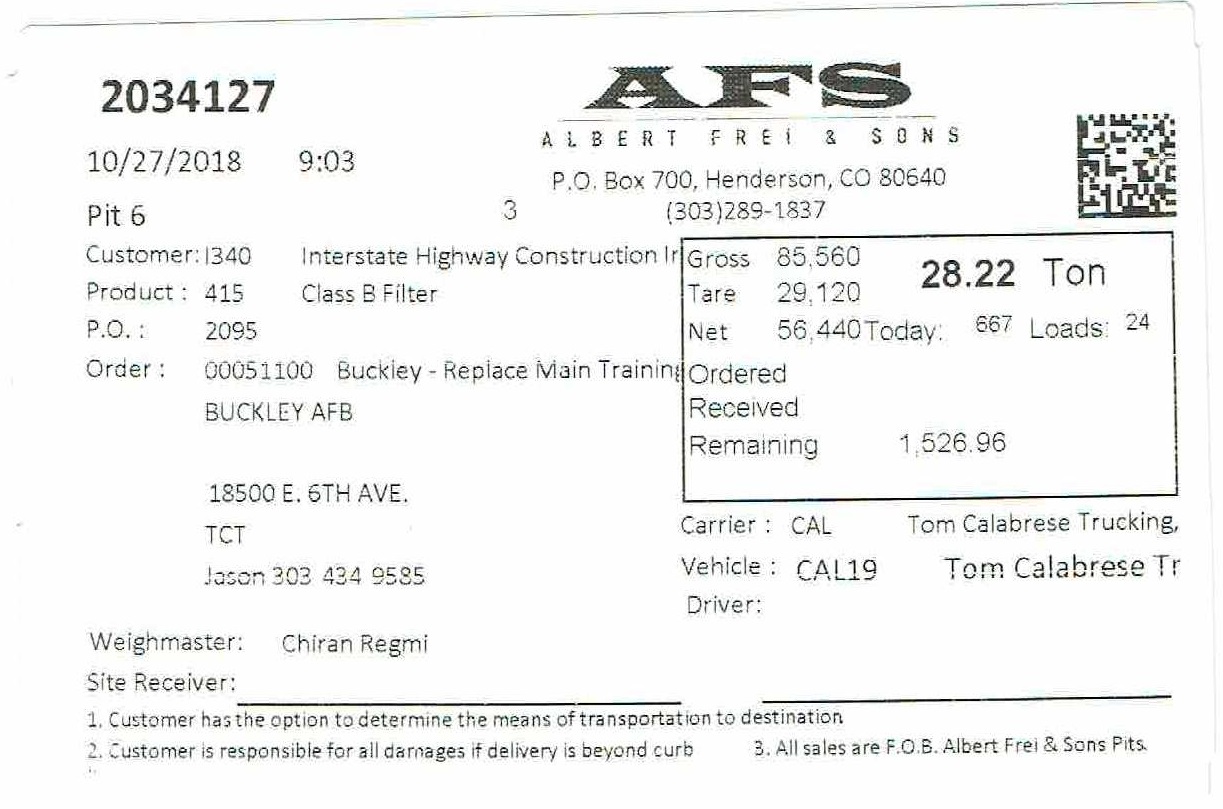 2034127
AFS
ALBERT FREI & SONS
10/27/2018 9:03
P.O. Box 700, Henderson, CO 80640
Pit 6 3 (303)289-1837
Customer: I340 Interstate Highway Construction Ir
Product : 415 Class B Filter
P.O. : 2095
Order : 00051100 Buckley - Replace Main Training
BUCKLEY AFB
18500 E. 6TH AVE.
TCT
Jason 303 434 9585
Gross 85,560 28.22 Ton
Tare 29,120
Net 56,440 Today: 667 Loads: 24
Ordered
Received
Remaining 1,526.96
Carrier : CAL Tom Calabrese Trucking,
Vehicle : CAL19 Tom Calabrese Tr
Driver:
Weighmaster: Chiran Regmi
Site Receiver:
1. Customer has the option to determine the means of transportation to destination
2. Customer is responsible for all damages if delivery is beyond curb 3. All sales are F.O.B. Albert Frei & Sons Pits.